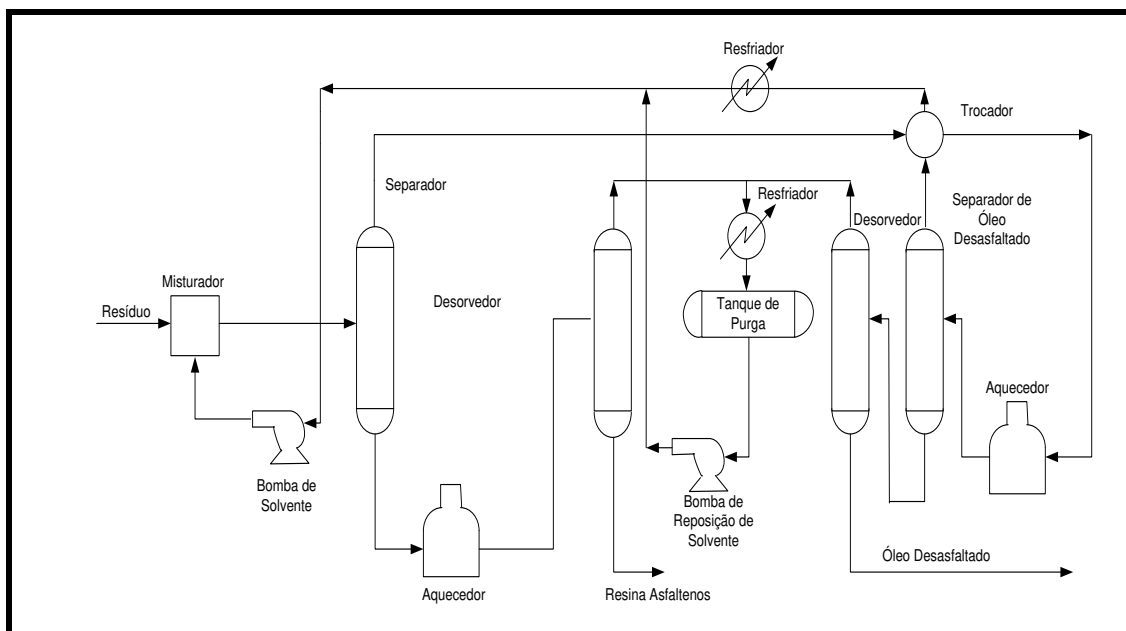 Resfriador
Trocador
Separador
Resfriador
Separador de
Óleo
Desasfaltado
Desorvedor
Misturador
Desorvedor
Resíduo
Tanque de
Purga
Aquecedor
Bomba de
Solvente
Bomba de
Reposição de
Solvente
Óleo Desasfaltado
Aquecedor
Resina Asfaltenos